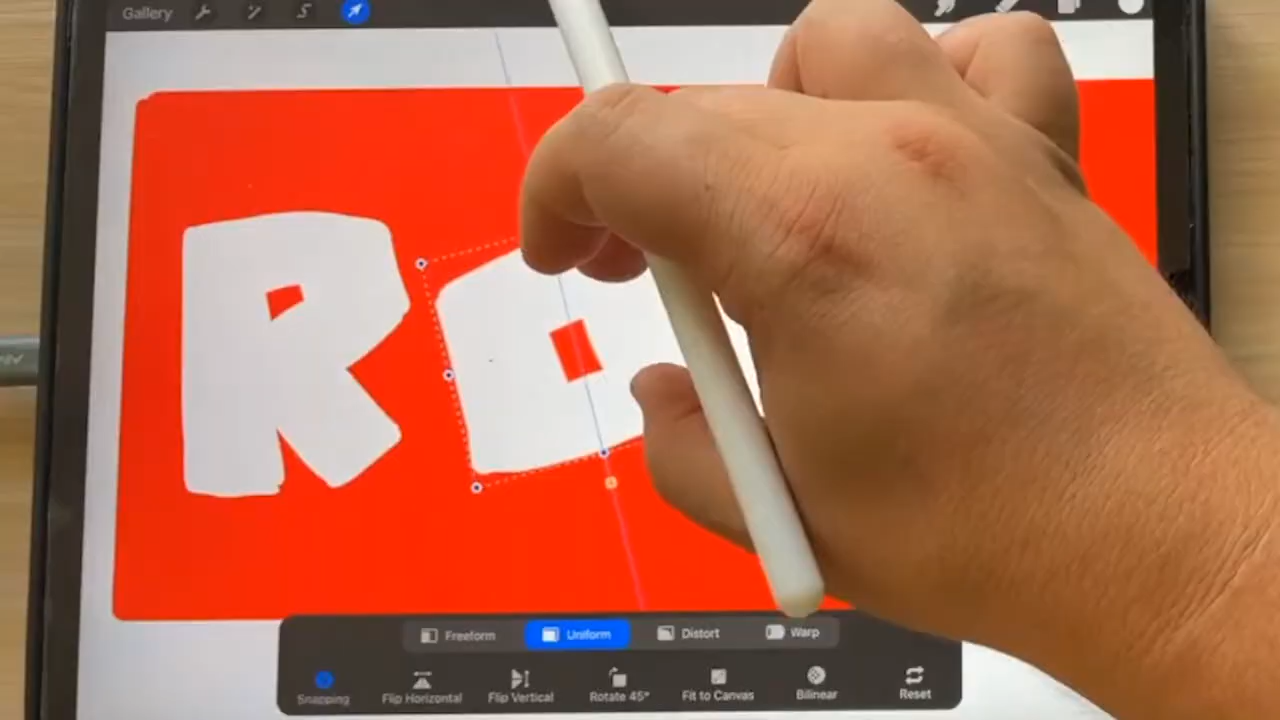 Gallery
RO
Freeform Uniform Distort Warp
Snapping Flip Horizontal Flip Vertical Rotate 45° Fit to Canvas Bilinear Reset